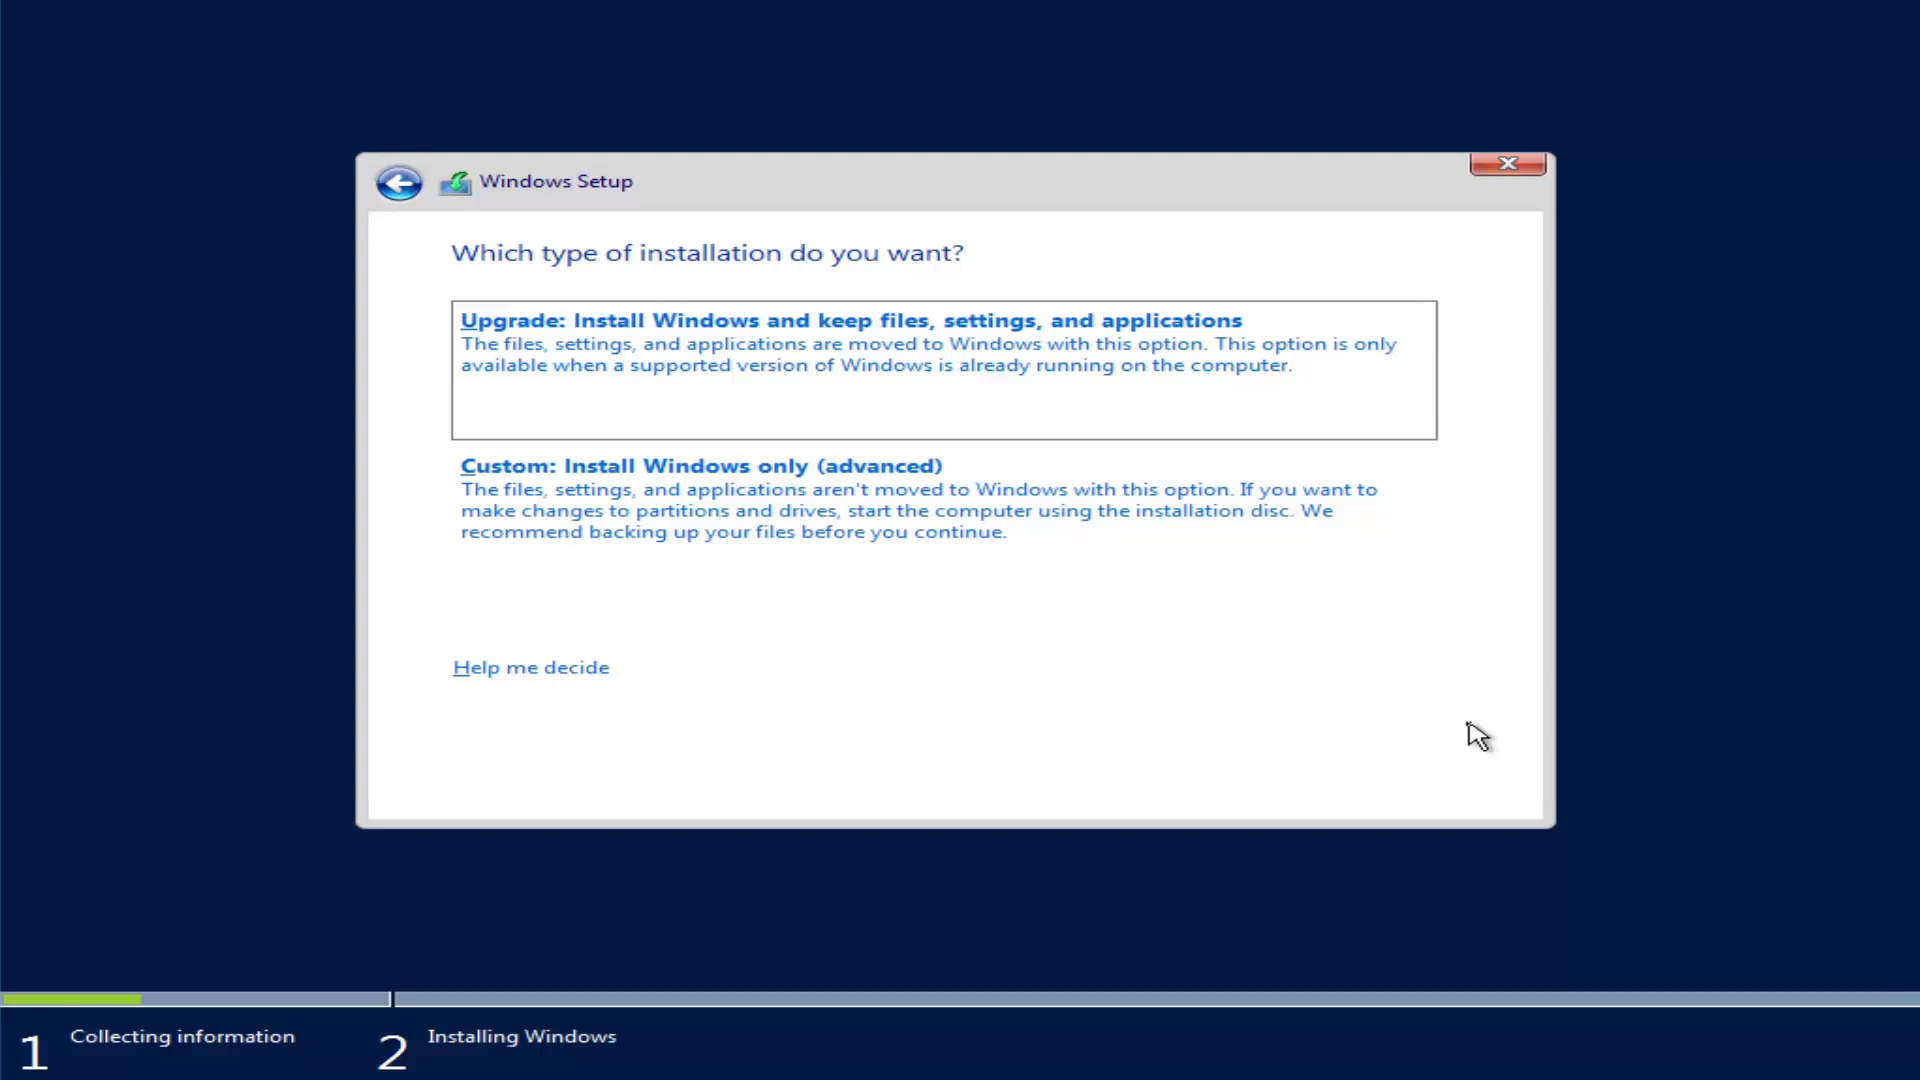 Windows Setup
Which type of installation do you want?
Upgrade: Install Windows and keep files, settings, and applications
The files, settings, and applications are moved to Windows with this option. This option is only
available when a supported version of Windows is already running on the computer.
Custom: Install Windows only (advanced)
The files, settings, and applications aren't moved to Windows with this option. If you want to
make changes to partitions and drives, start the computer using the installation disc. We
recommend backing up your files before you continue.
Help me decide
1 Collecting information 2 Installing Windows